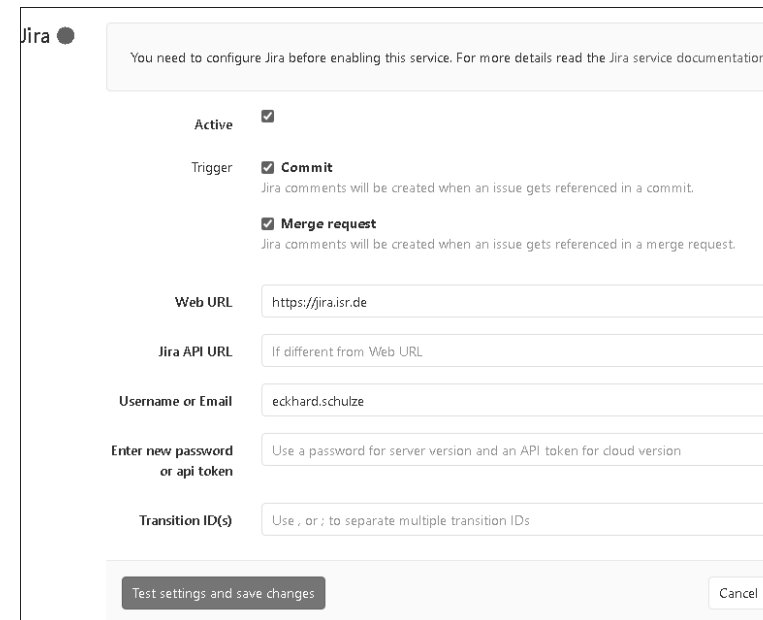 Jira
You need to configure Jira before enabling this service. For more details read the Jira service documentation
Active
Trigger
Commit
Jira comments will be created when an issue gets referenced in a commit.
Merge request
Jira comments will be created when an issue gets referenced in a merge request.
Web URL
https://jira.isr.de
Jira API URL
If different from Web URL
Username or Email
eckhard.schulze
Enter new password
or api token
Use a password for server version and an API token for cloud version
Transition ID(s)
Use , or ; to separate multiple transition IDs
Test settings and save changes
Cancel